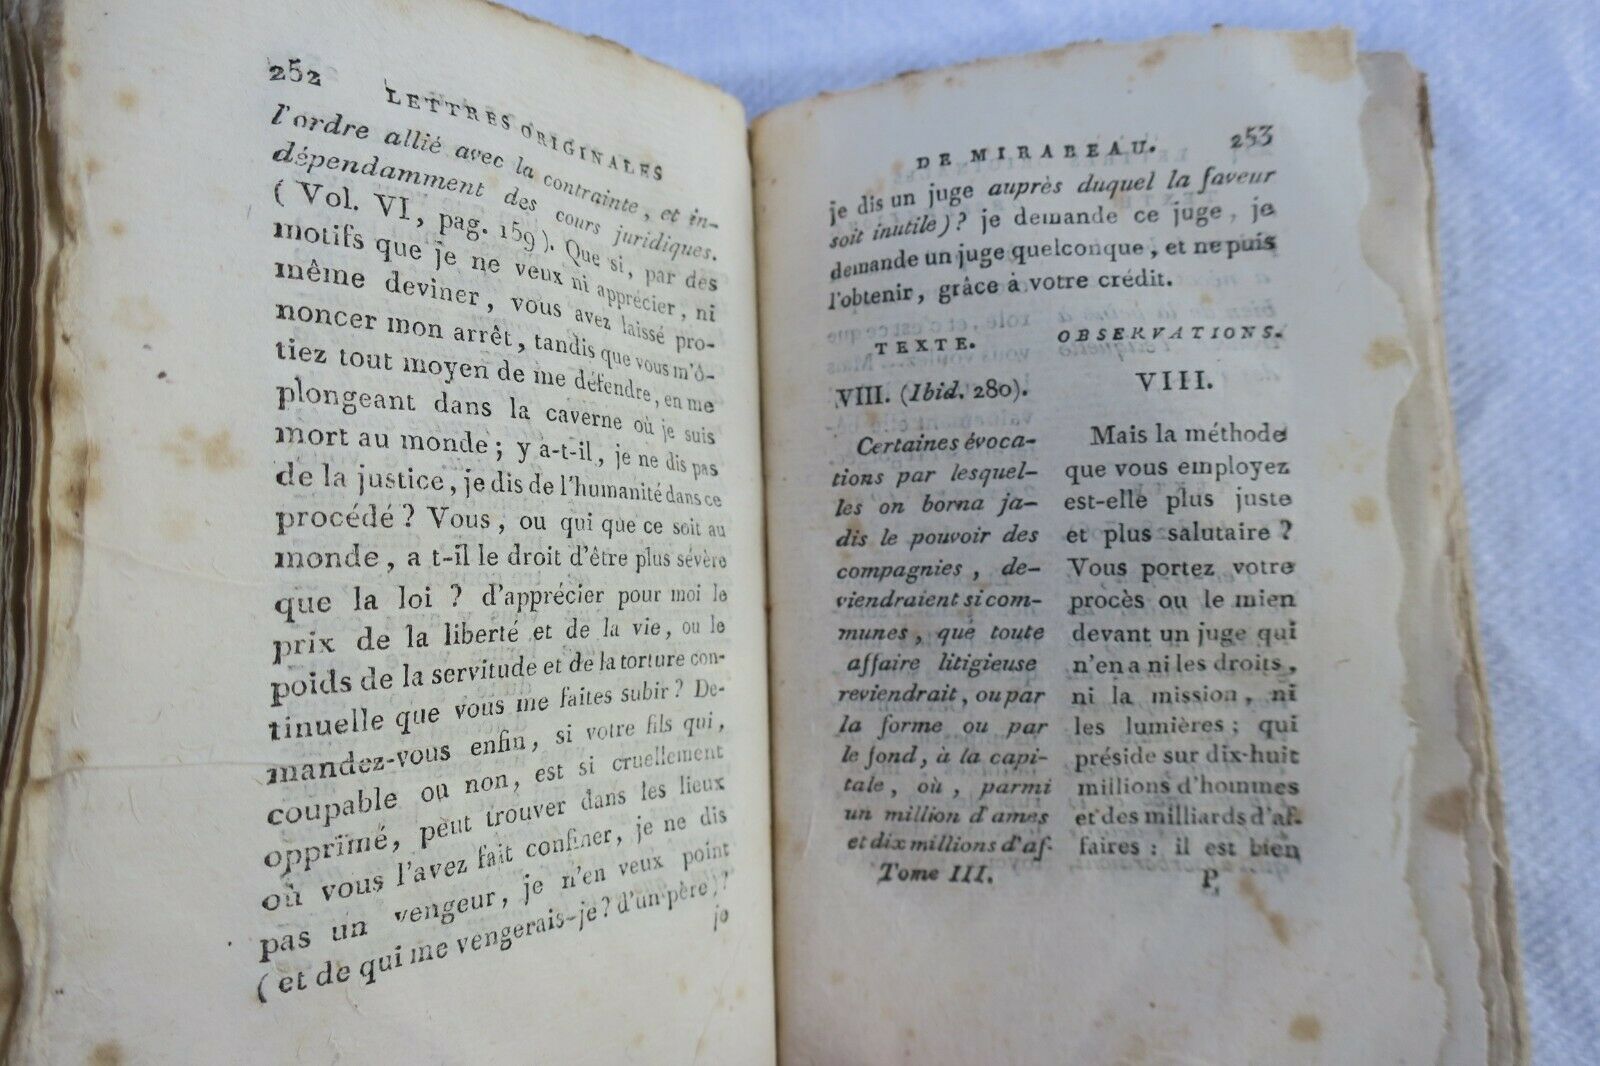 252
LETTRES ORIGINALES
l'ordre allié avec la contrainte, et in-
dépendamment des cours juridiques.
(Vol. VI, pag. 159). Que si, par des
motifs que je ne veux ni apprécier, ni
même deviner, vous avez laissé pro-
noncer mon arrêt, tandis que vous m'ô-
tiez tout moyen de me défendre, en me
plongeant dans la caverne où je suis
mort au monde; y a-t-il, je ne dis pas
de la justice, je dis de l'humanité dans ce
procédé? Vous, ou qui que ce soit au
monde, a t-il le droit d'être plus sévère
que la loi? d'apprécier pour moi le
prix de la liberté et de la vie, ou le
poids de la servitude et de la torture con-
tinuelle que vous me faites subir? De-
mandez-vous enfin, si votre fils qui,
coupable ou non, est si cruellement
opprimé, peut trouver dans les lieux
où vous l'avez fait confiner, je ne dis
pas un vengeur, je n'en veux point
(et de qui me vengerais-je? d'un père)?
je
DE MIRABEAU. 253
je dis un juge auprès duquel la faveur
soit inutile)? je demande ce juge, je
demande un juge quelconque, et ne puis
l'obtenir, grâce à votre crédit.
TEXTE.
VIII. (Ibid. 280).
Certaines évoca-
tions par lesquel-
les on borna ja-
dis le pouvoir des
compagnies, de-
viendraient si com-
munes, que toute
affaire litigieuse
reviendrait, ou par
la forme ou par
le fond, à la capi-
tale, où, parmi
un million d'ames
et dix millions d'af-
Tome III.
OBSERVATIONS.
VIII.
Mais la méthode
que vous employez
est-elle plus juste
et plus salutaire?
Vous portez votre
procès ou le mien
devant un juge qui
n'en a ni les droits,
ni la mission, ni
les lumières; qui
préside sur dix-huit
millions d'hommes
et des milliards d'af-
faires: il est bien
P